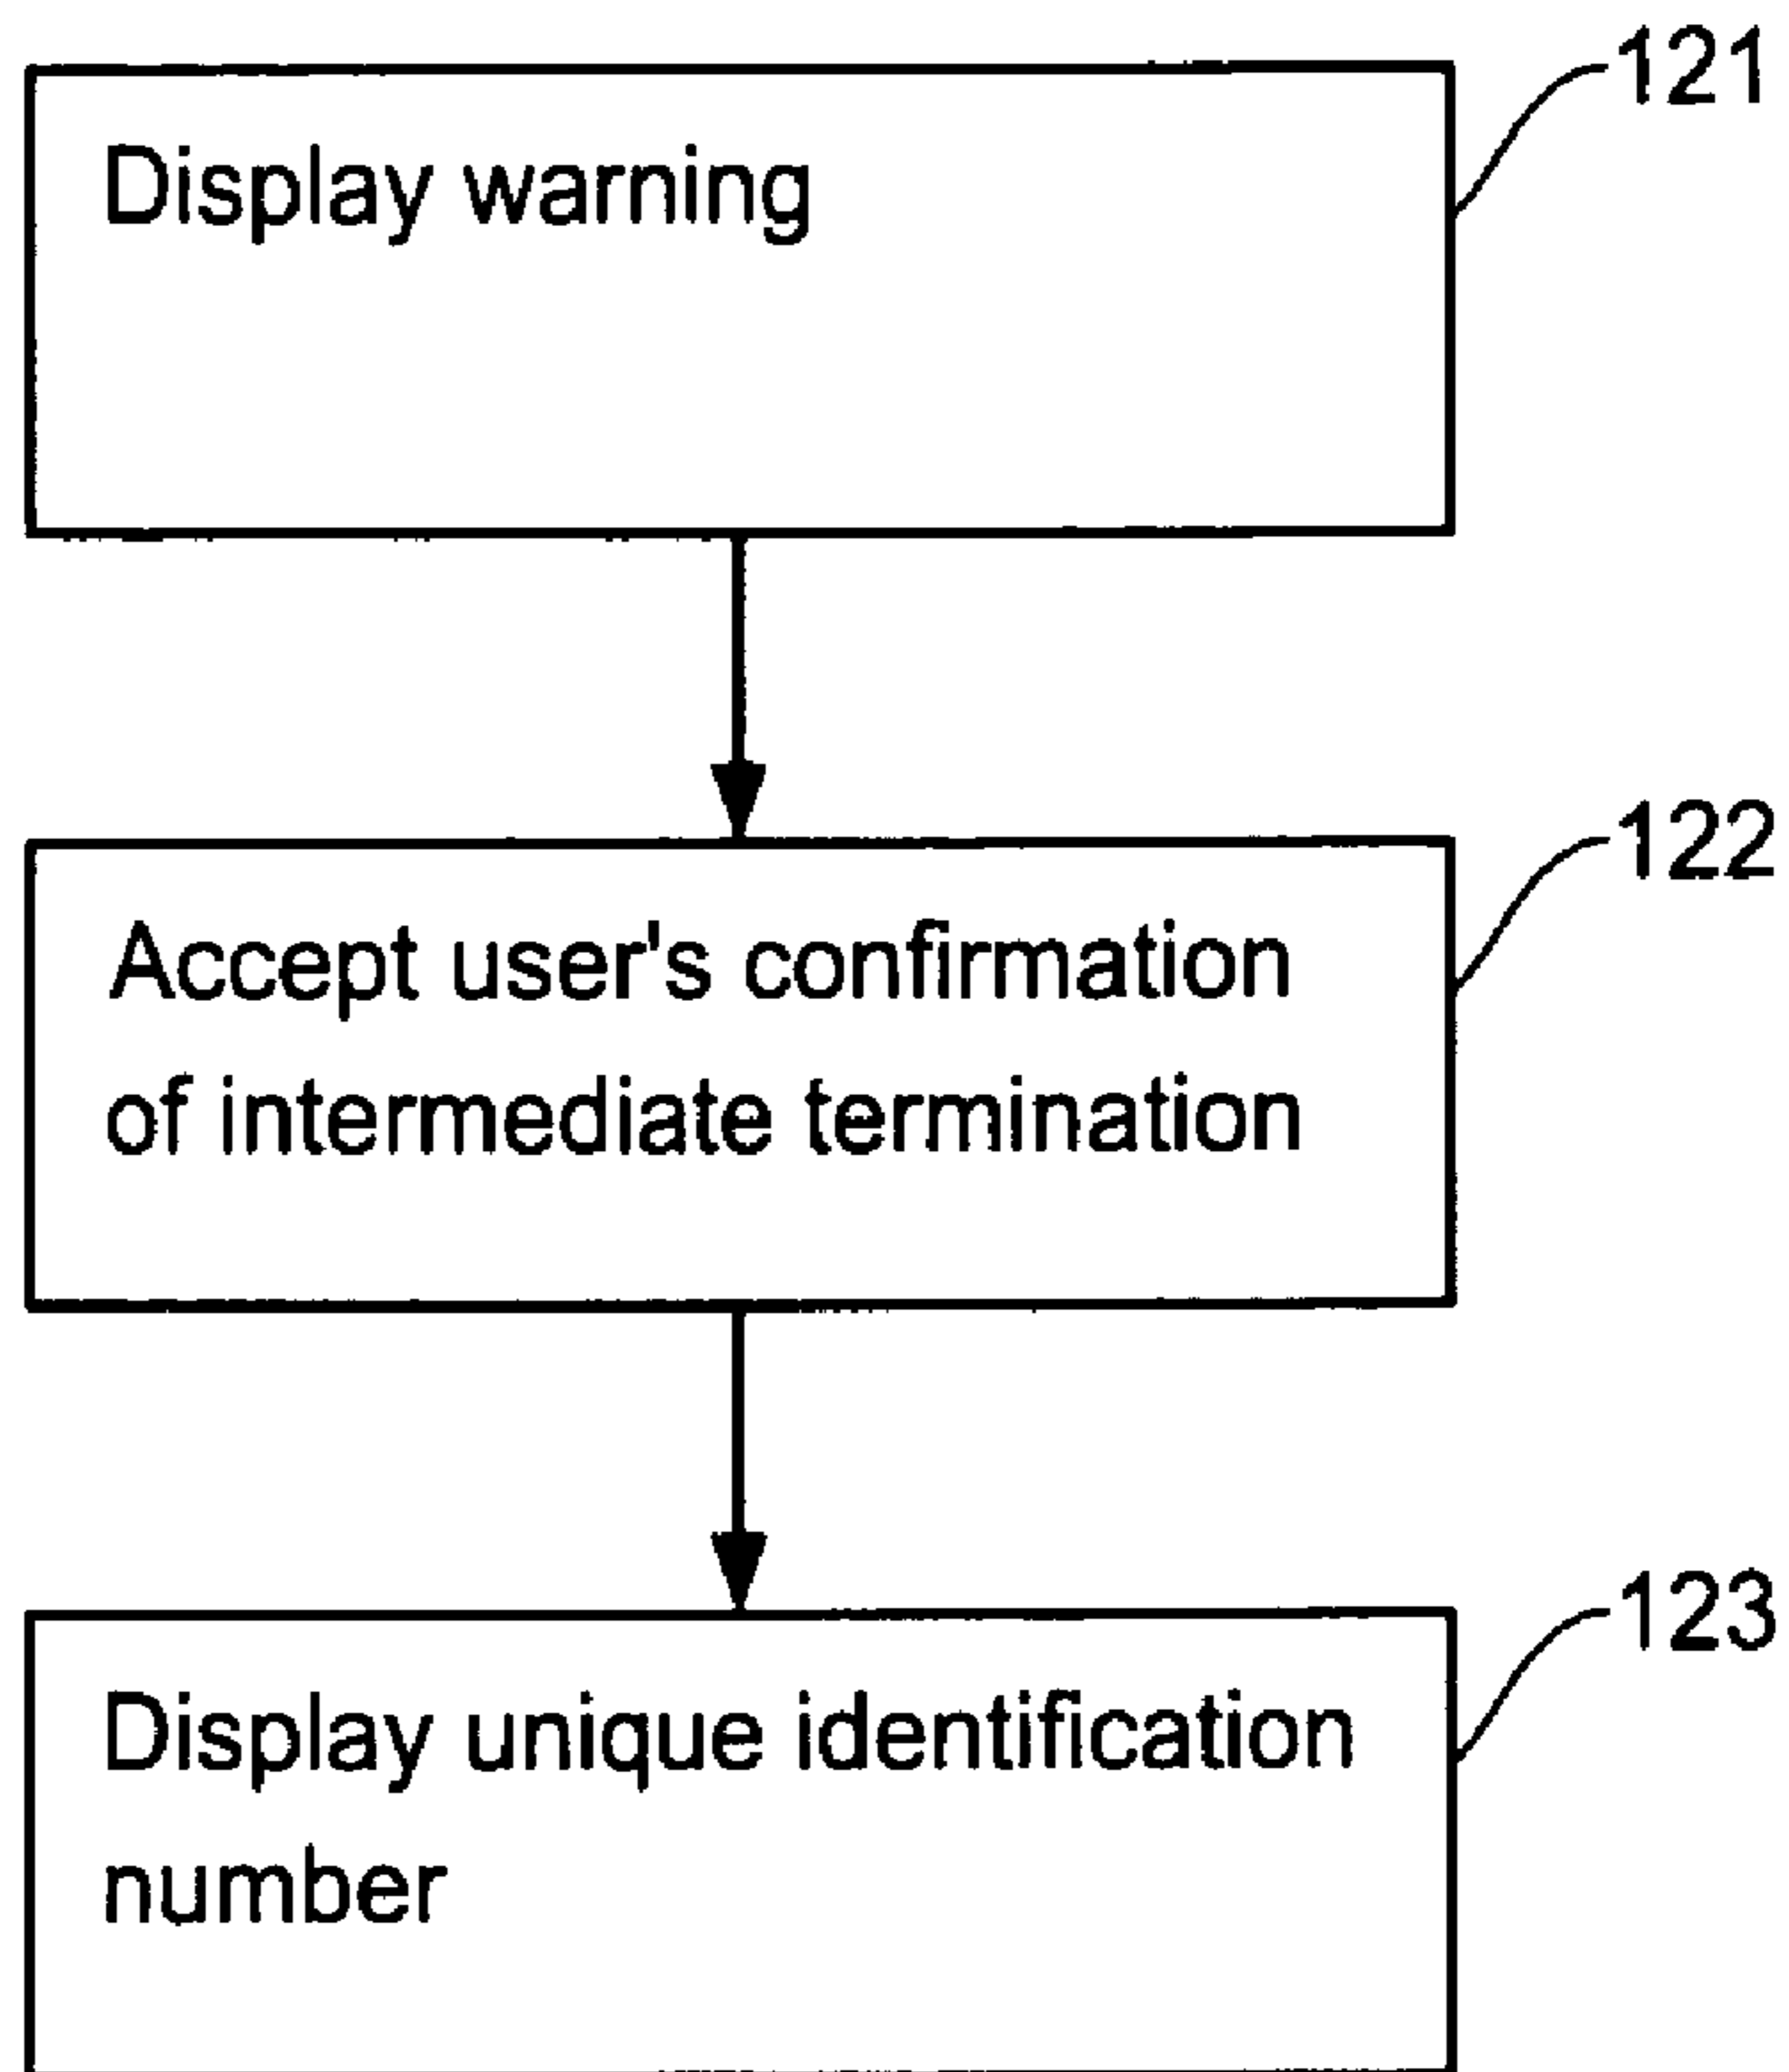 121
Display warning
122
Accept user's confirmation
of intermediate termination
123
Display unique identification
number